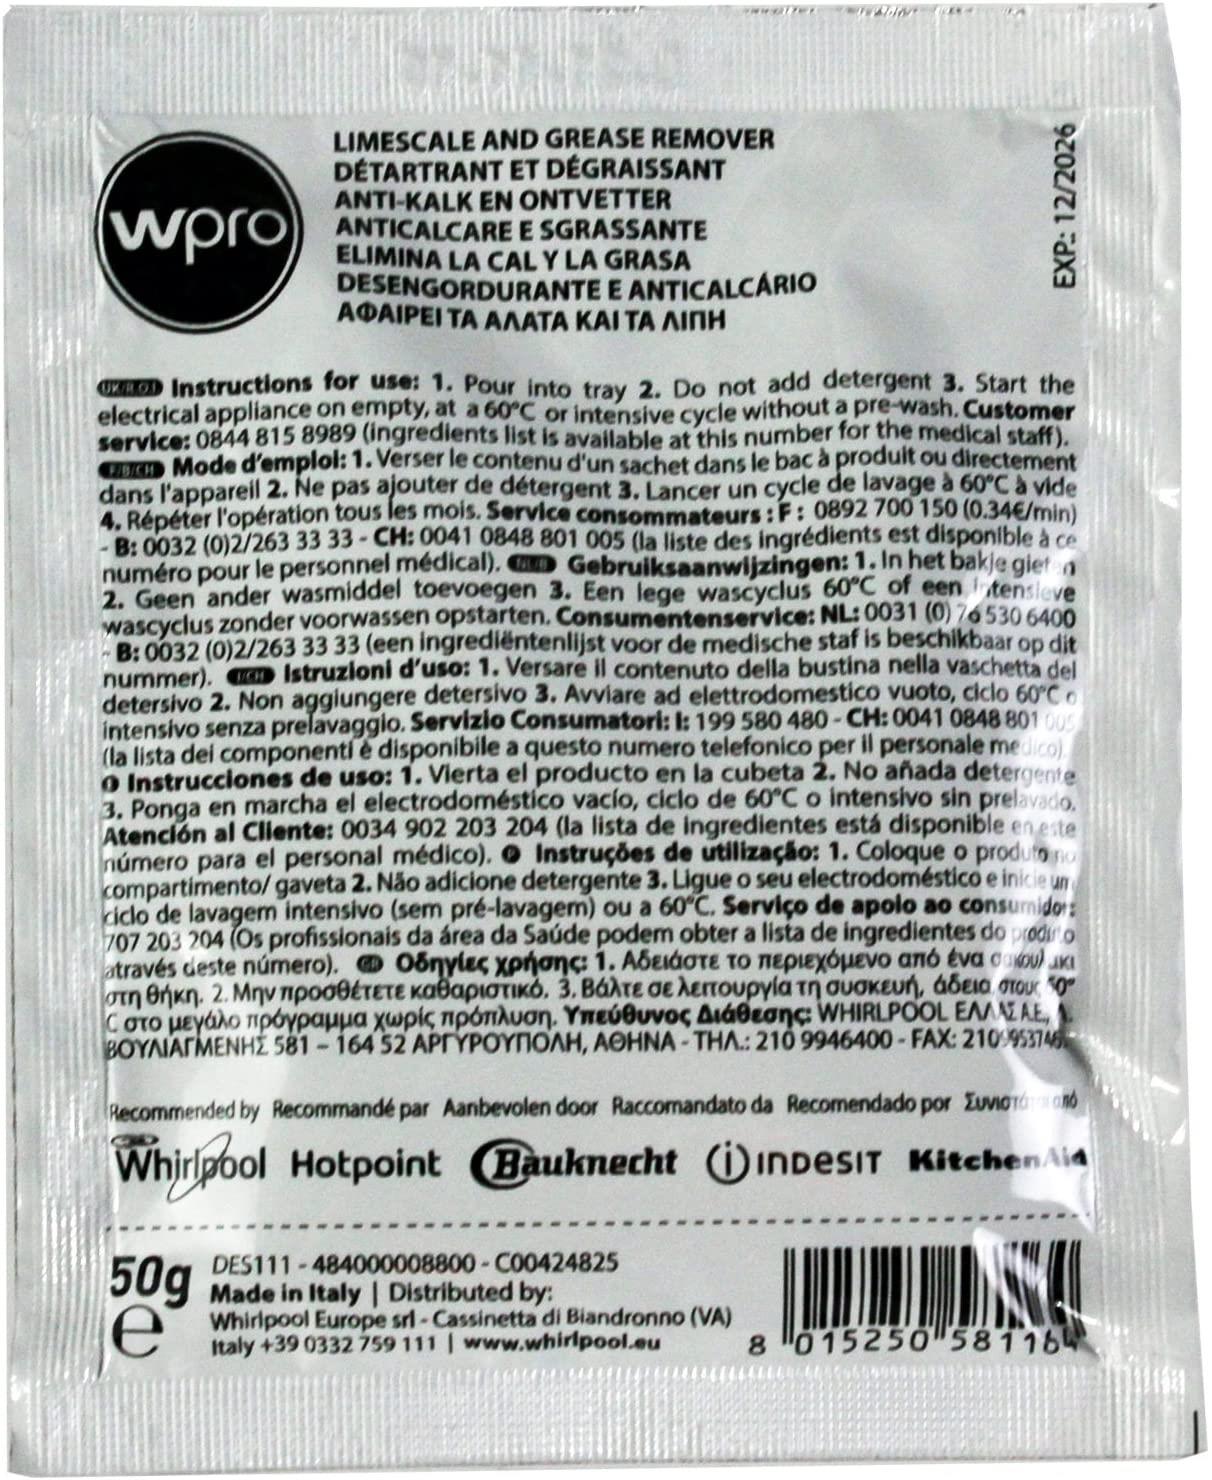 wpro
LIMESCALE AND GREASE REMOVER
DÉTARTRANT ET DÉGRAISSANT
ANTI-KALK EN ONTVETTER
ANTICALCARE E SGRASSANTE
ELIMINA LA CAL Y LA GRASA
DESENGORDURANTE E ANTICALCÁRIO
ΑΦΑΙΡΕΙ ΤΑ ΑΛΑΤΑ ΚΑΙ ΤΑ ΛΙΠΗ
EXP.: 12/2026
Instructions for use: 1. Pour into tray 2. Do not add detergent 3. Start the
electrical appliance on empty, at a 60°C or intensive cycle without a pre-wash. Customer
service: 0844 815 8989 (ingredients list is available at this number for the medical staff).
F/B/CH Mode d'emploi: 1. Verser le contenu d'un sachet dans le bac à produit ou directement
dans l'appareil 2. Ne pas ajouter de détergent 3. Lancer un cycle de lavage à 60°C à vide
4. Répéter l'opération tous les mois. Service consommateurs : F : 0892 700 150 (0.34€/min)
- B: 0032 (0)2/263 33 33 - CH: 0041 0848 801 005 (la liste des ingrédients est disponible à ce
numéro pour le personnel médical). NL/B Gebruiksaanwijzingen: 1. In het bakje gieten
2. Geen ander wasmiddel toevoegen 3. Een lege wascyclus 60°C of een intensieve
wascyclus zonder voorwassen opstarten. Consumentenservice: NL: 0031 (0) 76 530 6400
- B: 0032 (0)2/263 33 33 (een ingrediëntenlijst voor de medische staf is beschikbaar op dit
nummer). I/CH Istruzioni d'uso: 1. Versare il contenuto della bustina nella vaschetta del
detersivo 2. Non aggiungere detersivo 3. Avviare ad elettrodomestico vuoto, ciclo 60°C o
intensivo senza prelavaggio. Servizio Consumatori: I: 199 580 480 - CH: 0041 0848 801 005
(la lista dei componenti è disponibile a questo numero telefonico per il personale medico).
Instrucciones de uso: 1. Vierta el producto en la cubeta 2. No añada detergente
3. Ponga en marcha el electrodoméstico vacío, ciclo de 60°C o intensivo sin prelavado.
Atención al Cliente: 0034 902 203 204 (la lista de ingredientes está disponible en este
número para el personal médico). P Instruções de utilização: 1. Coloque o produto no
compartimento/ gaveta 2. Não adicione detergente 3. Ligue o seu electrodoméstico e inicie um
ciclo de lavagem intensivo (sem pré-lavagem) ou a 60°C. Serviço de apoio ao consumidor:
707 203 204 (Os profissionais da área da Saúde podem obter a lista de ingredientes do produto
através deste número). GR Οδηγίες χρήσης: 1. Αδειάστε το περιεχόμενο από ένα σακουλάκι
στη θήκη. 2. Μην προσθέτετε καθαριστικό. 3. Βάλτε σε λειτουργία τη συσκευή, άδεια στους
C στο μεγάλο πρόγραμμα χωρίς πρόπλυση. Υπεύθυνος Διάθεσης: WHIRLPOOL ΕΛΛΑΣ Α.Ε.,
ΒΟΥΛΙΑΓΜΕΝΗΣ 581 – 164 52 ΑΡΓΥΡΟΥΠΟΛΗ, ΑΘΗΝΑ - ΤΗΛ.: 210 9946400 - FAX: 210
Recommended by Recommandé par Aanbevolen door Raccomandato da Recomendado por Συνιστάται από
Whirlpool Hotpoint Bauknecht INDESIT KitchenAid
50g DES111 - 484000008800 - C00424825
Made in Italy | Distributed by:
e Whirlpool Europe srl - Cassinetta di Biandronno (VA)
Italy +39 0332 759 111 | www.whirlpool.eu
8 015250 581164